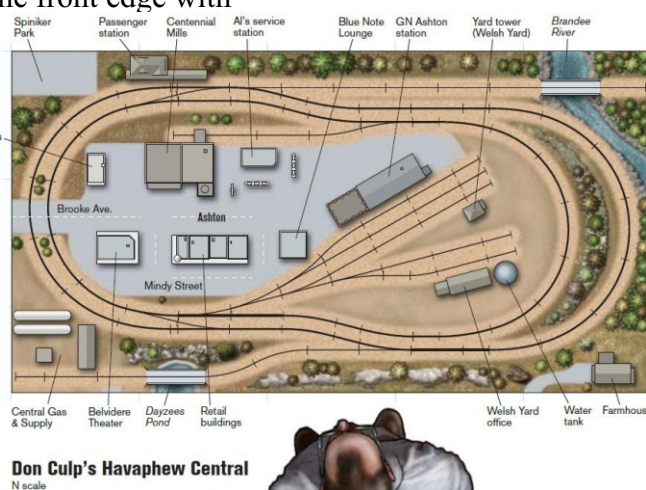 ne front edge with
Spiniker
Park
Passenger
station
Centennial
Mills
Al's service
station
Blue Note
Lounge
GN Ashton
station
Yard tower
(Welsh Yard)
Brandee
River
Brooke Ave.
Ashton
Mindy Street
Central Gas
& Supply
Belvidere
Theater
Dayzees
Pond
Retail
buildings
Welsh Yard
office
Water
tank
Farmhous
Don Culp's Havaphew Central
N scale